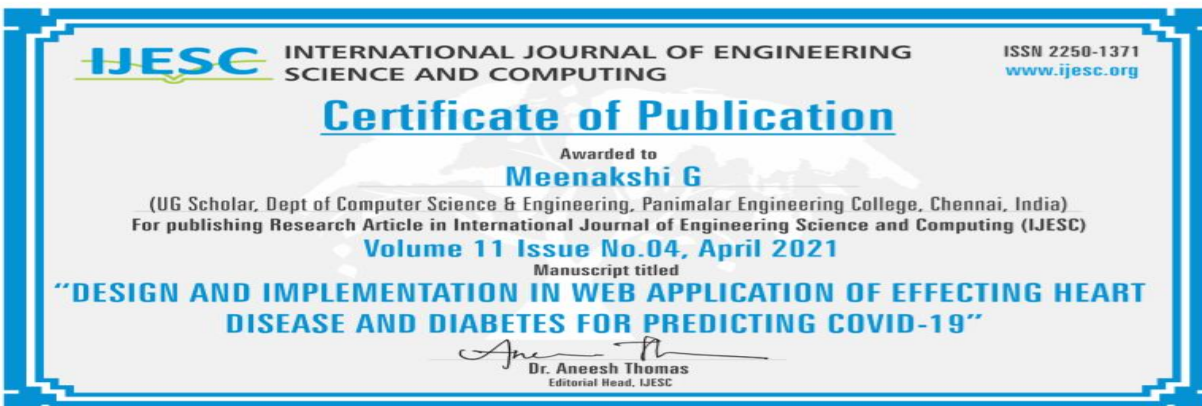 IJESC INTERNATIONAL JOURNAL OF ENGINEERING
SCIENCE AND COMPUTING
ISSN 2250-1371
www.ijesc.org
Certificate of Publication
Awarded to
Meenakshi G
(UG Scholar, Dept of Computer Science & Engineering, Panimalar Engineering College, Chennai, India)
For publishing Research Article in International Journal of Engineering Science and Computing (IJESC)
Volume 11 Issue No.04, April 2021
Manuscript titled
"DESIGN AND IMPLEMENTATION IN WEB APPLICATION OF EFFECTING HEART
DISEASE AND DIABETES FOR PREDICTING COVID-19"
Dr. Aneesh Thomas
Editorial Head, IJESC